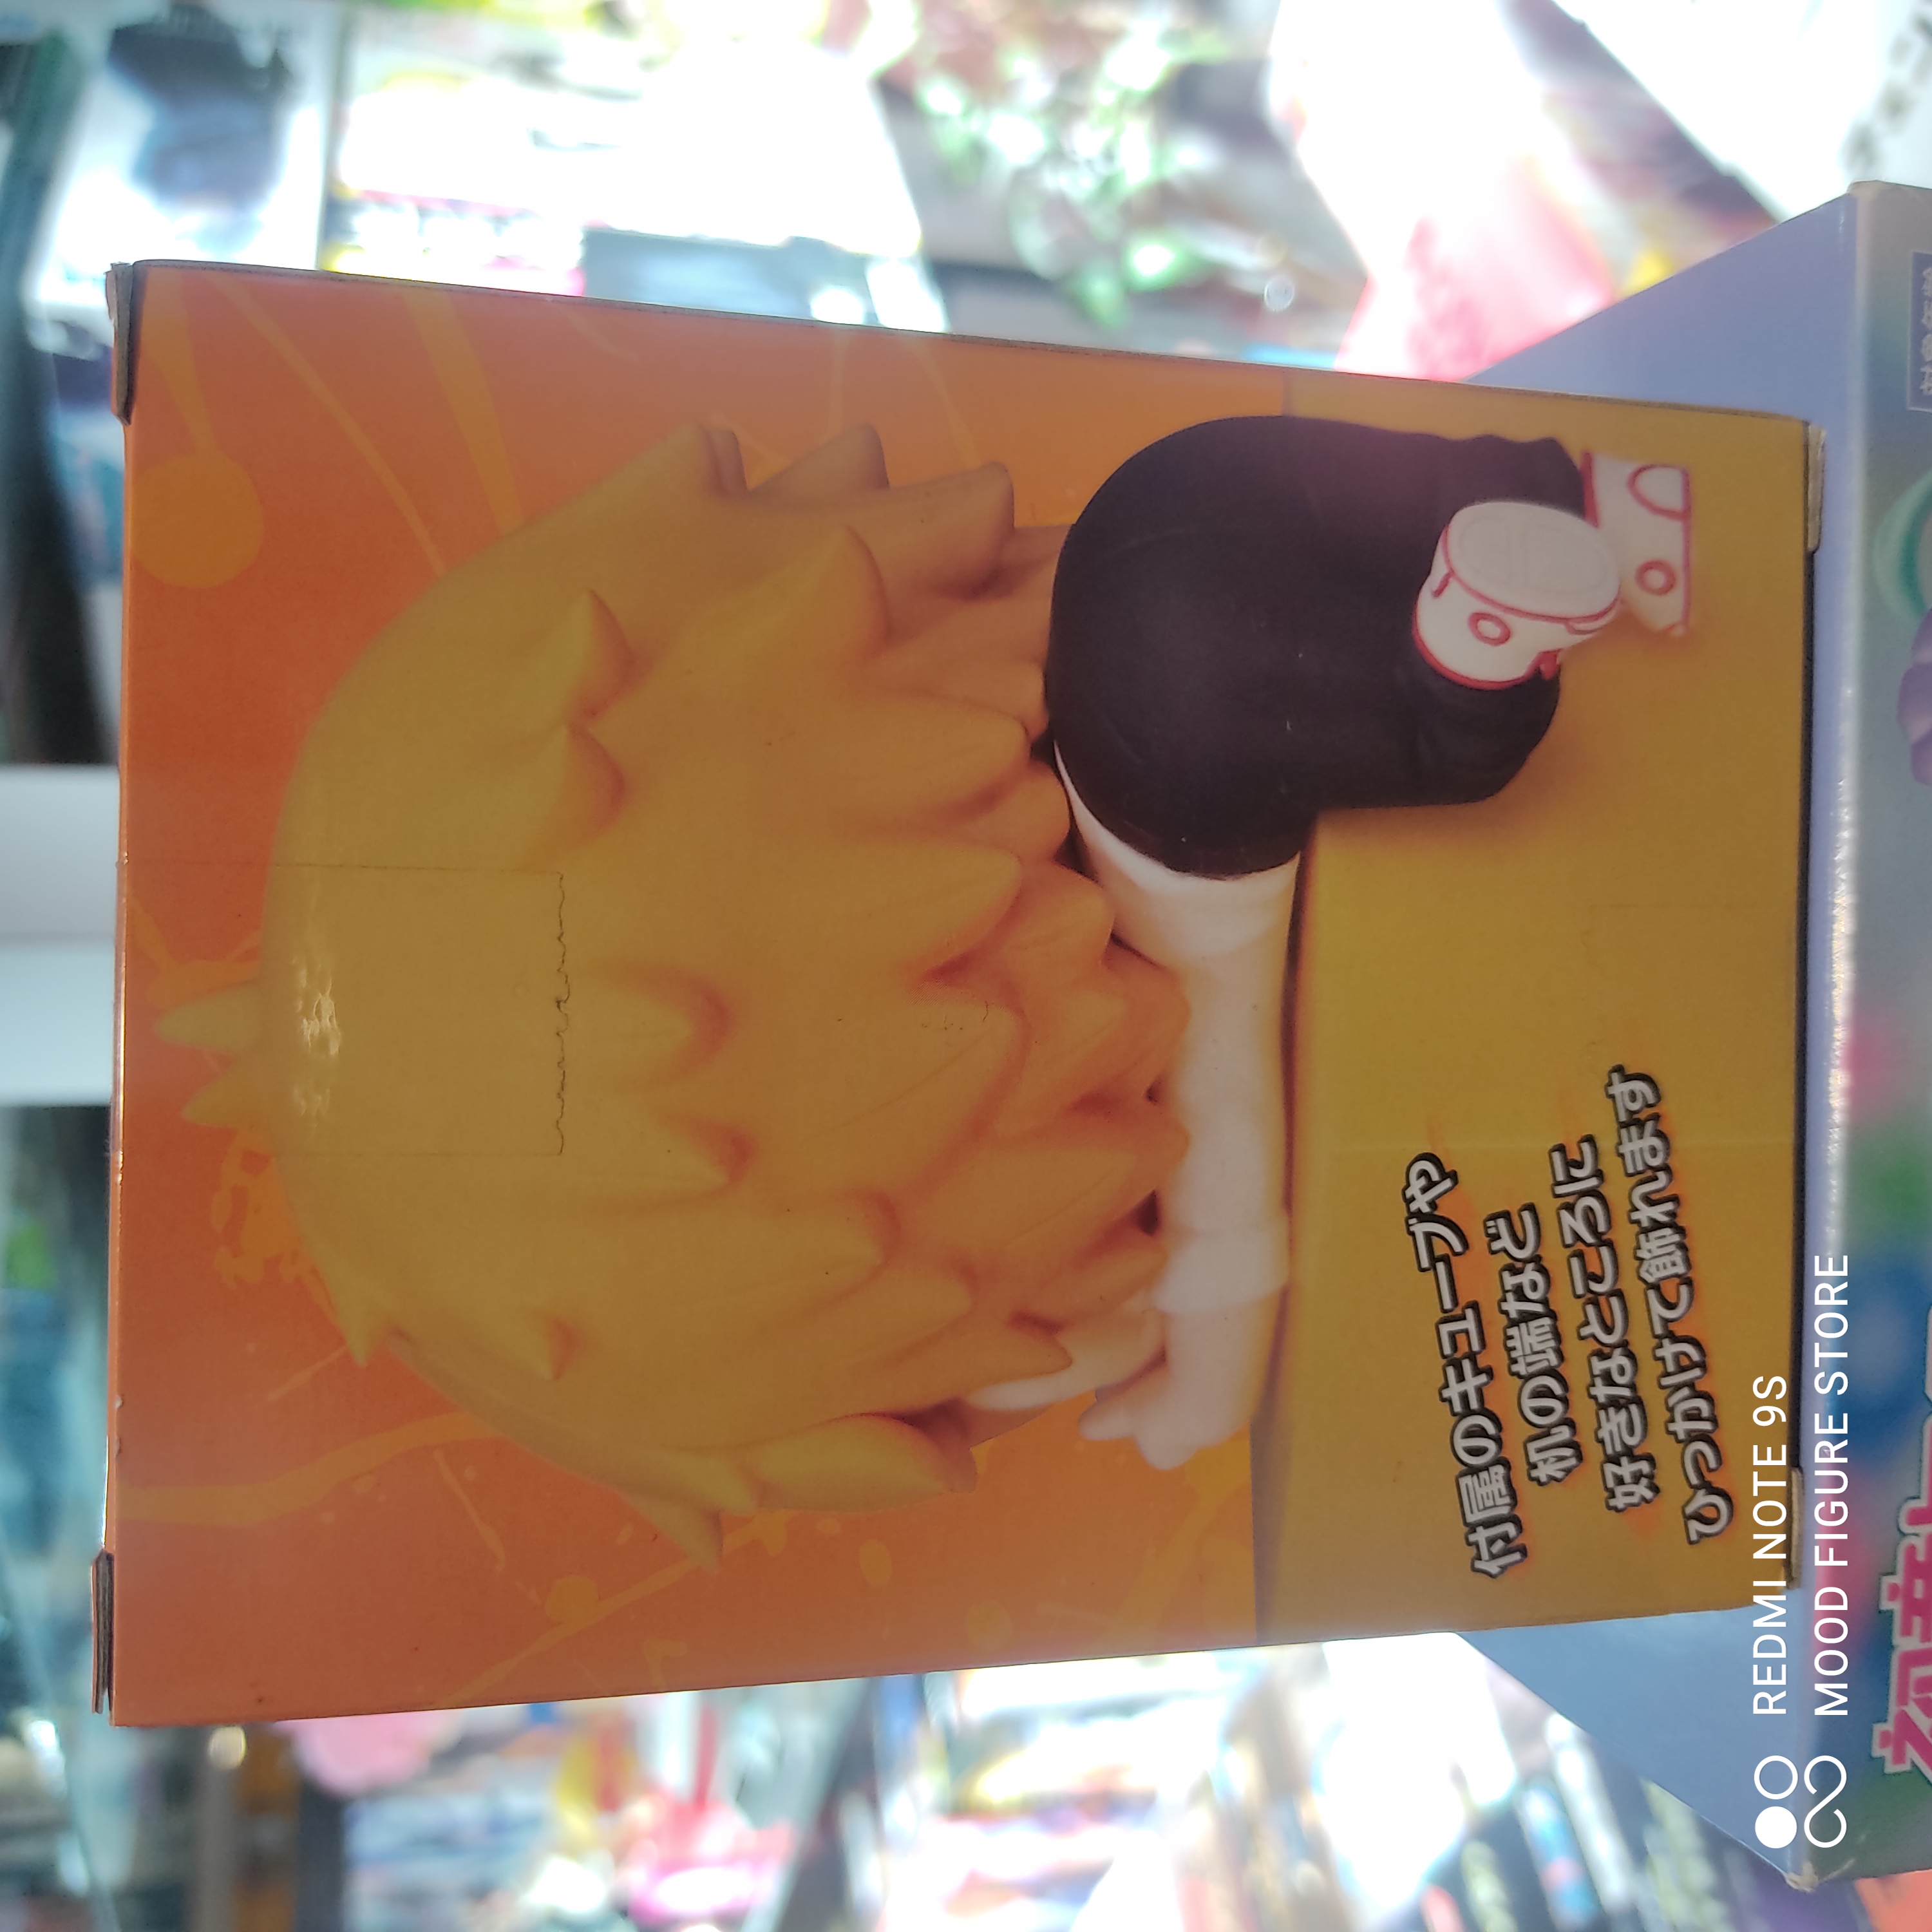 付属のキューブや
机の端など
好きなところに
ひっかけて飾れます
REDMI NOTE 9S
MOOD FIGURE STORE